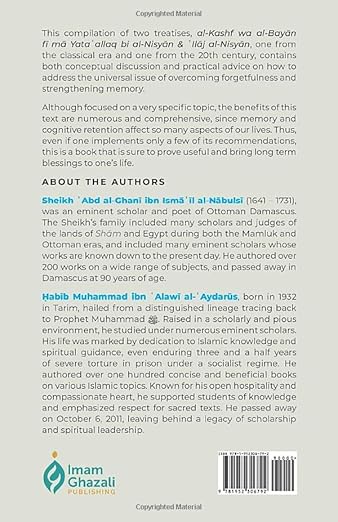 Copyrighted Material
This compilation of two treatises, al-Kashf wa al-Bayān
fī mā Yataʿallaq bi al-Nisyān & ʿIlāj al-Nisyān, one from
the classical era and one from the 20th century, contains
both conceptual discussion and practical advice on how to
address the universal issue of overcoming forgetfulness and
strengthening memory.
Although focused on a very specific topic, the benefits of this
text are numerous and comprehensive, since memory and
cognitive retention affect so many aspects of our lives. Thus,
even if one implements only a few of its recommendations,
this is a book that is sure to prove useful and bring long term
blessings to one's life.
ABOUT THE AUTHORS
Sheikh ʿAbd al-Ghanī ibn Ismāʿīl al-Nābulsī (1641 – 1731),
was an eminent scholar and poet of Ottoman Damascus.
The Sheikh's family included many scholars and judges of
the lands of Shām and Egypt during both the Mamluk and
Ottoman eras, and included many eminent scholars whose
works are known down to the present day. He authored over
200 works on a wide range of subjects, and passed away in
Damascus at 90 years of age.
Ḥabīb Muhammad ibn ʿAlawī al-ʿAydarūs, born in 1932
in Tarim, hailed from a distinguished lineage tracing back
to Prophet Muhammad ﷺ. Raised in a scholarly and pious
environment, he studied under numerous eminent scholars.
His life was marked by dedication to Islamic knowledge and
spiritual guidance, even enduring three and a half years
of severe torture in prison under a socialist regime. He
authored over one hundred concise and beneficial books
on various Islamic topics. Known for his open hospitality and
compassionate heart, he supported students of knowledge
and emphasized respect for sacred texts. He passed away
on October 6, 2011, leaving behind a legacy of scholarship
and spiritual leadership.
Imam
Ghazali
PUBLISHING
90000>
9 781952 306792
Copyrighted Material